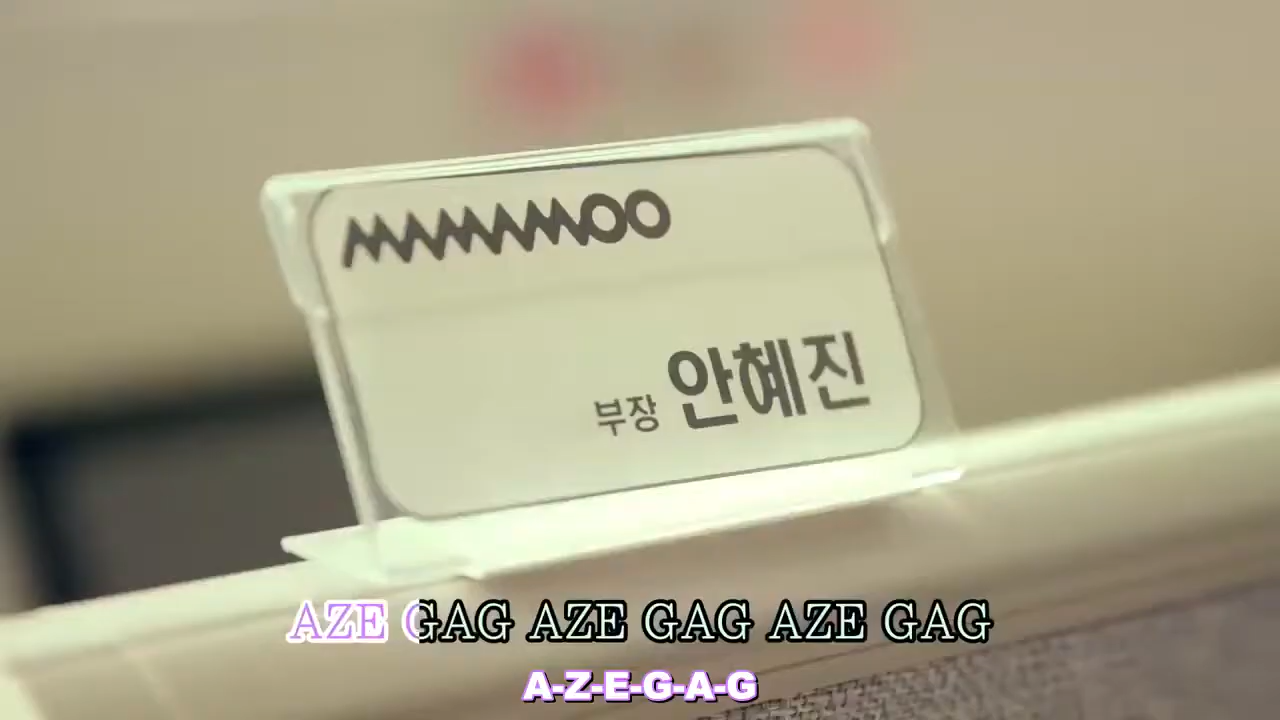 MAMAMOO
부장 안혜진
AZE GAG AZE GAG AZE GAG
A-Z-E-G-A-G